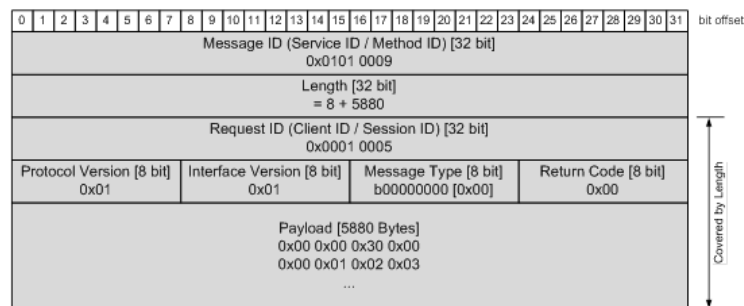 0 1 2 3 4 5 6 7 8 9 10 11 12 13 14 15 16 17 18 19 20 21 22 23 24 25 26 27 28 29 30 31 bit offset
Message ID (Service ID / Method ID) [32 bit]
0x0101 0009
Length [32 bit]
= 8 + 5880
Request ID (Client ID / Session ID) [32 bit]
0x0001 0005
Protocol Version [8 bit] Interface Version [8 bit] Message Type [8 bit] Return Code [8 bit]
0x01 0x01 b00000000 [0x00] 0x00
Payload [5880 Bytes]
0x00 0x00 0x30 0x00
0x00 0x01 0x02 0x03
...
Covered by Length